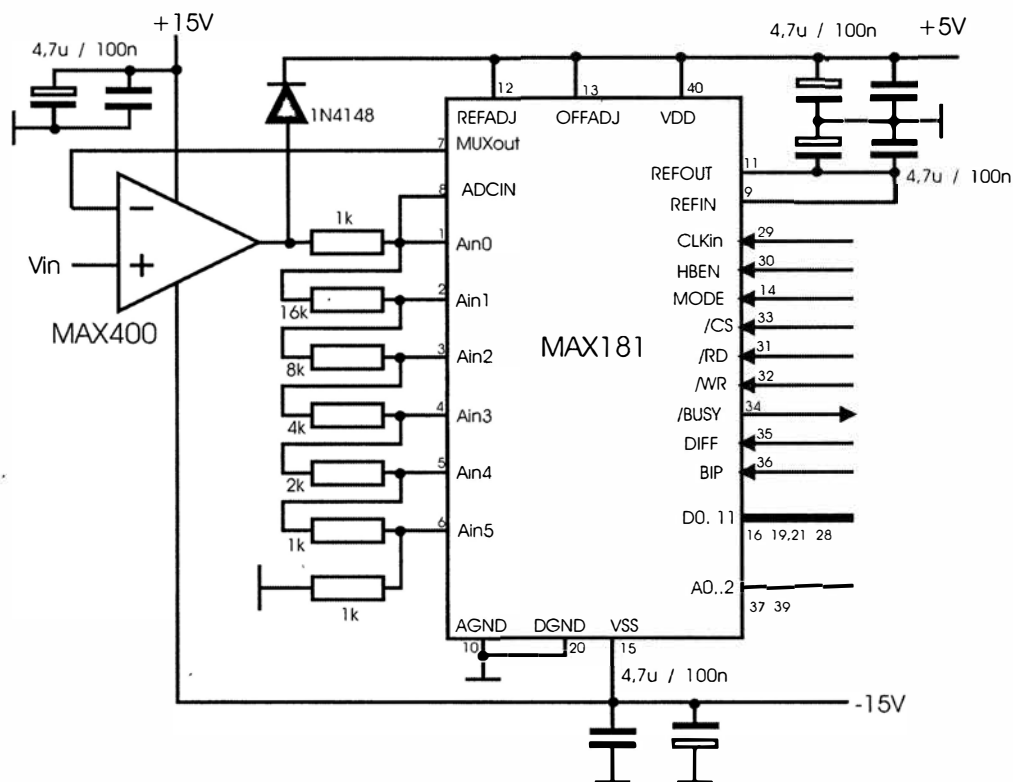 +15V
4,7u / 100n
4,7u / 100n
+5V
1N4148
12
13
40
REFADJ
OFFADJ
VDD
7
MUXout
REFOUT
11
4,7u / 100n
8
ADCIN
REFIN
9
1k
1
Ain0
CLKin
29
Vin
HBEN
30
16k
2
Ain1
MODE
14
MAX400
/CS
33
MAX181
8k
3
Ain2
/RD
31
/WR
32
4k
4
Ain3
/BUSY
34
DIFF
35
2k
5
Ain4
BIP
36
1k
6
Ain5
D0. 11
16 19,21 28
1k
A0..2
37 39
AGND
DGND
VSS
10
20
15
4,7u / 100n
-15V